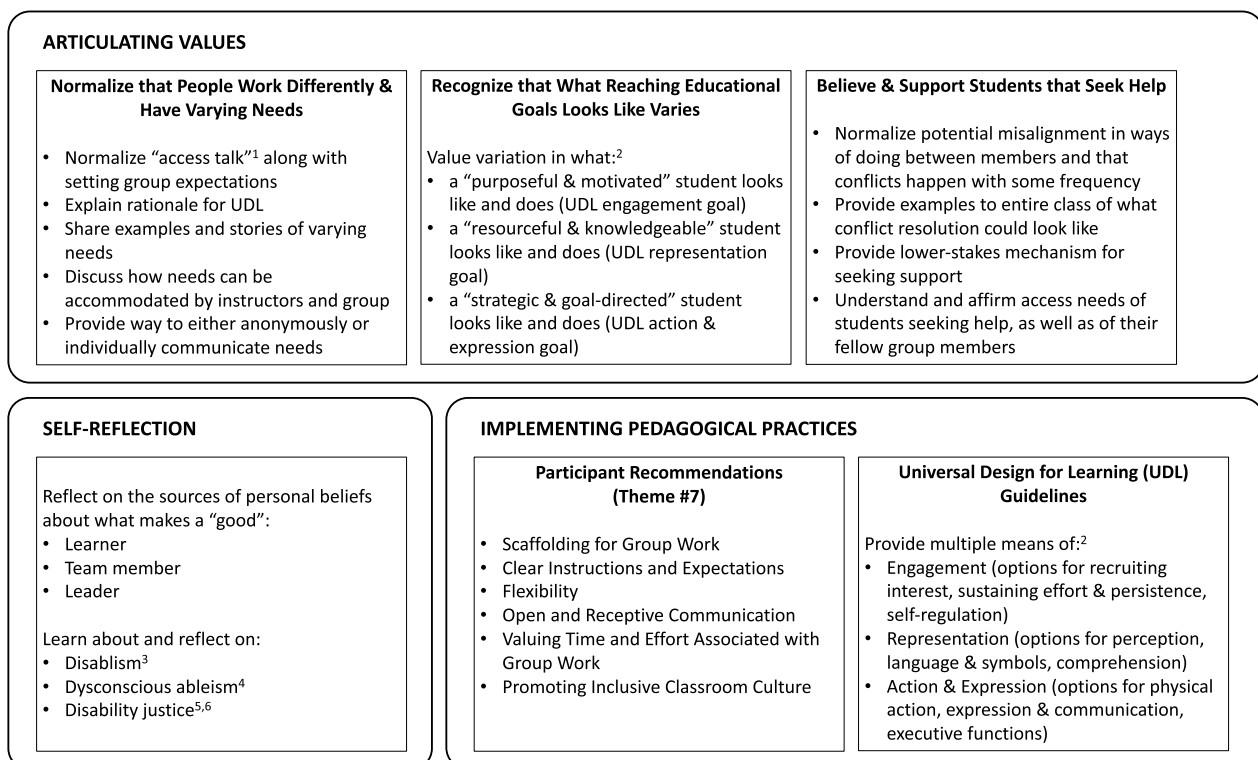 ARTICULATING VALUES
Normalize that People Work Differently &
Have Varying Needs
• Normalize “access talk”¹ along with
setting group expectations
• Explain rationale for UDL
• Share examples and stories of varying
needs
• Discuss how needs can be
accommodated by instructors and group
• Provide way to either anonymously or
individually communicate needs
Recognize that What Reaching Educational
Goals Looks Like Varies
Value variation in what:²
• a “purposeful & motivated” student looks
like and does (UDL engagement goal)
• a “resourceful & knowledgeable” student
looks like and does (UDL representation
goal)
• a “strategic & goal-directed” student
looks like and does (UDL action &
expression goal)
Believe & Support Students that Seek Help
• Normalize potential misalignment in ways
of doing between members and that
conflicts happen with some frequency
• Provide examples to entire class of what
conflict resolution could look like
• Provide lower-stakes mechanism for
seeking support
• Understand and affirm access needs of
students seeking help, as well as of their
fellow group members
SELF-REFLECTION
Reflect on the sources of personal beliefs
about what makes a “good”:
• Learner
• Team member
• Leader
Learn about and reflect on:
• Disablism³
• Dysconscious ableism⁴
• Disability justice⁵,⁶
IMPLEMENTING PEDAGOGICAL PRACTICES
Participant Recommendations
(Theme #7)
• Scaffolding for Group Work
• Clear Instructions and Expectations
• Flexibility
• Open and Receptive Communication
• Valuing Time and Effort Associated with
Group Work
• Promoting Inclusive Classroom Culture
Universal Design for Learning (UDL)
Guidelines
Provide multiple means of:²
• Engagement (options for recruiting
interest, sustaining effort & persistence,
self-regulation)
• Representation (options for perception,
language & symbols, comprehension)
• Action & Expression (options for physical
action, expression & communication,
executive functions)